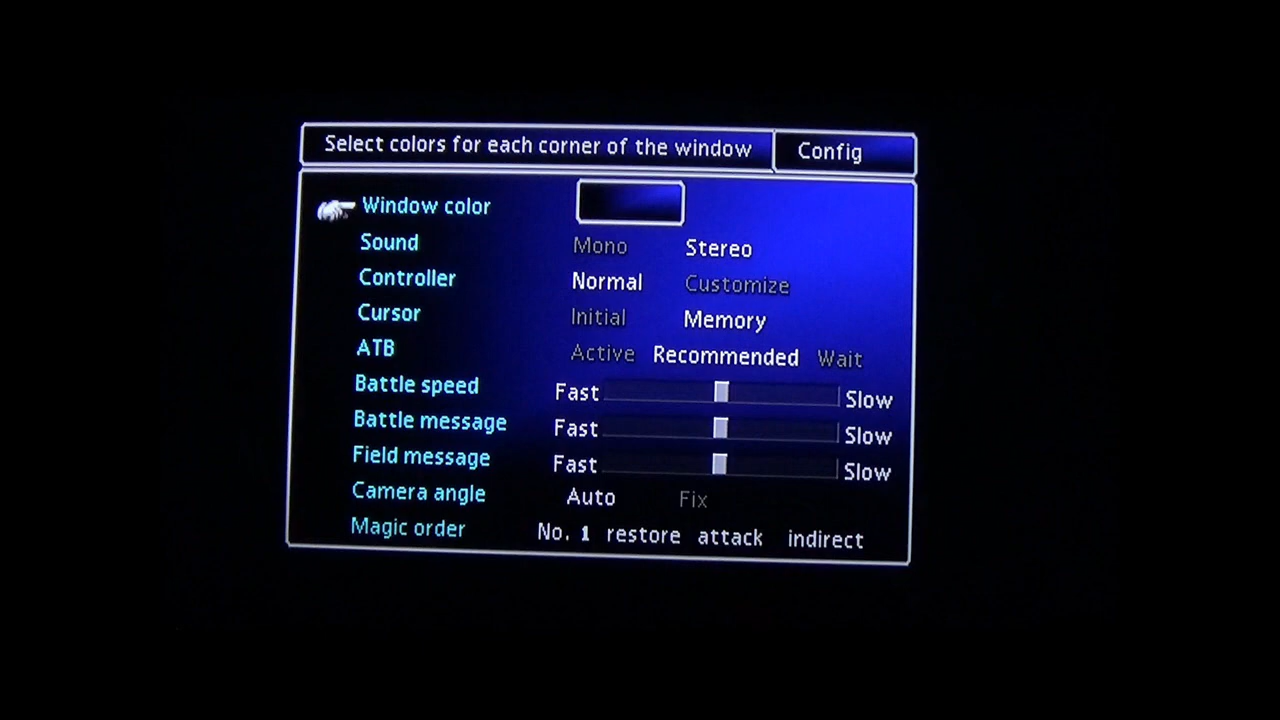 Select colors for each corner of the window Config
Window color
Sound Mono Stereo
Controller Normal Customize
Cursor Initial Memory
ATB Active Recommended Wait
Battle speed Fast Slow
Battle message Fast Slow
Field message Fast Slow
Camera angle Auto Fix
Magic order No. 1 restore attack indirect